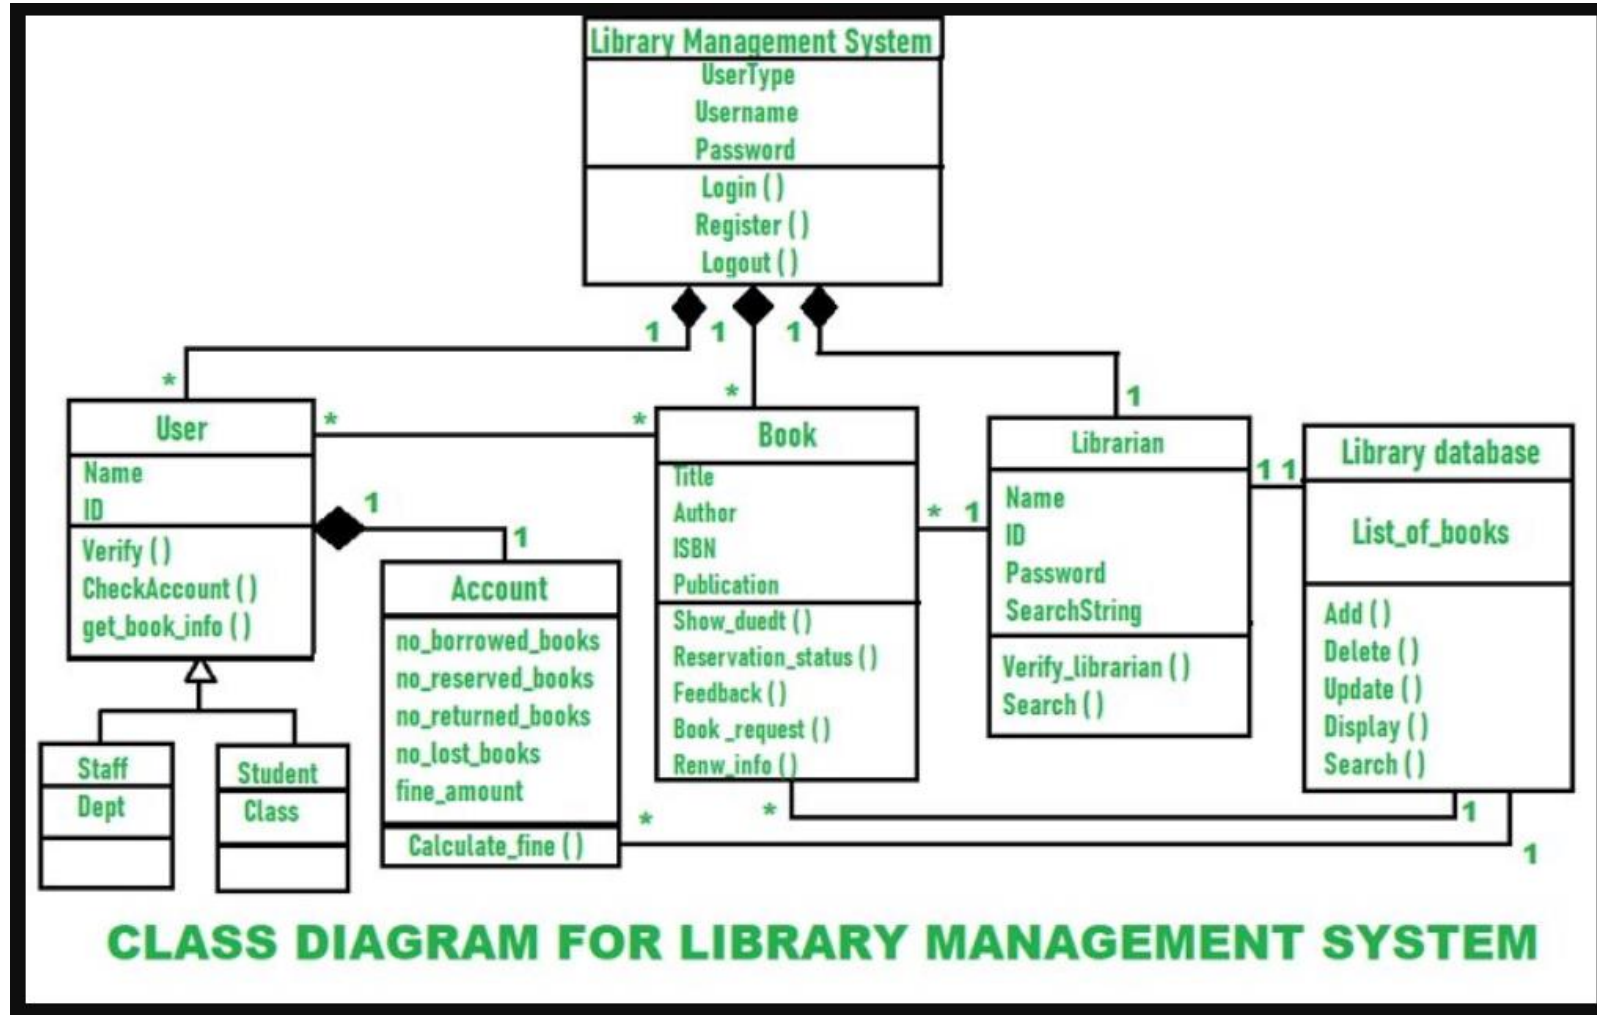 Library Management System
UserType
Username
Password
Login ( )
Register ( )
Logout ( )
1
1
1
*
*
1
User
Name
ID
Verify ( )
CheckAccount ( )
get_book_info ( )
*
*
1
1
Account
no_borrowed_books
no_reserved_books
no_returned_books
no_lost_books
fine_amount
Calculate_fine ( )
Book
Title
Author
ISBN
Publication
Show_duedt ( )
Reservation_status ( )
Feedback ( )
Book _request ( )
Renw_info ( )
* 1
Librarian
Name
ID
Password
SearchString
Verify_librarian ( )
Search ( )
1 1
Library database
List_of_books
Add ( )
Delete ( )
Update ( )
Display ( )
Search ( )
Staff
Dept
Student
Class
*
*
1
1
CLASS DIAGRAM FOR LIBRARY MANAGEMENT SYSTEM